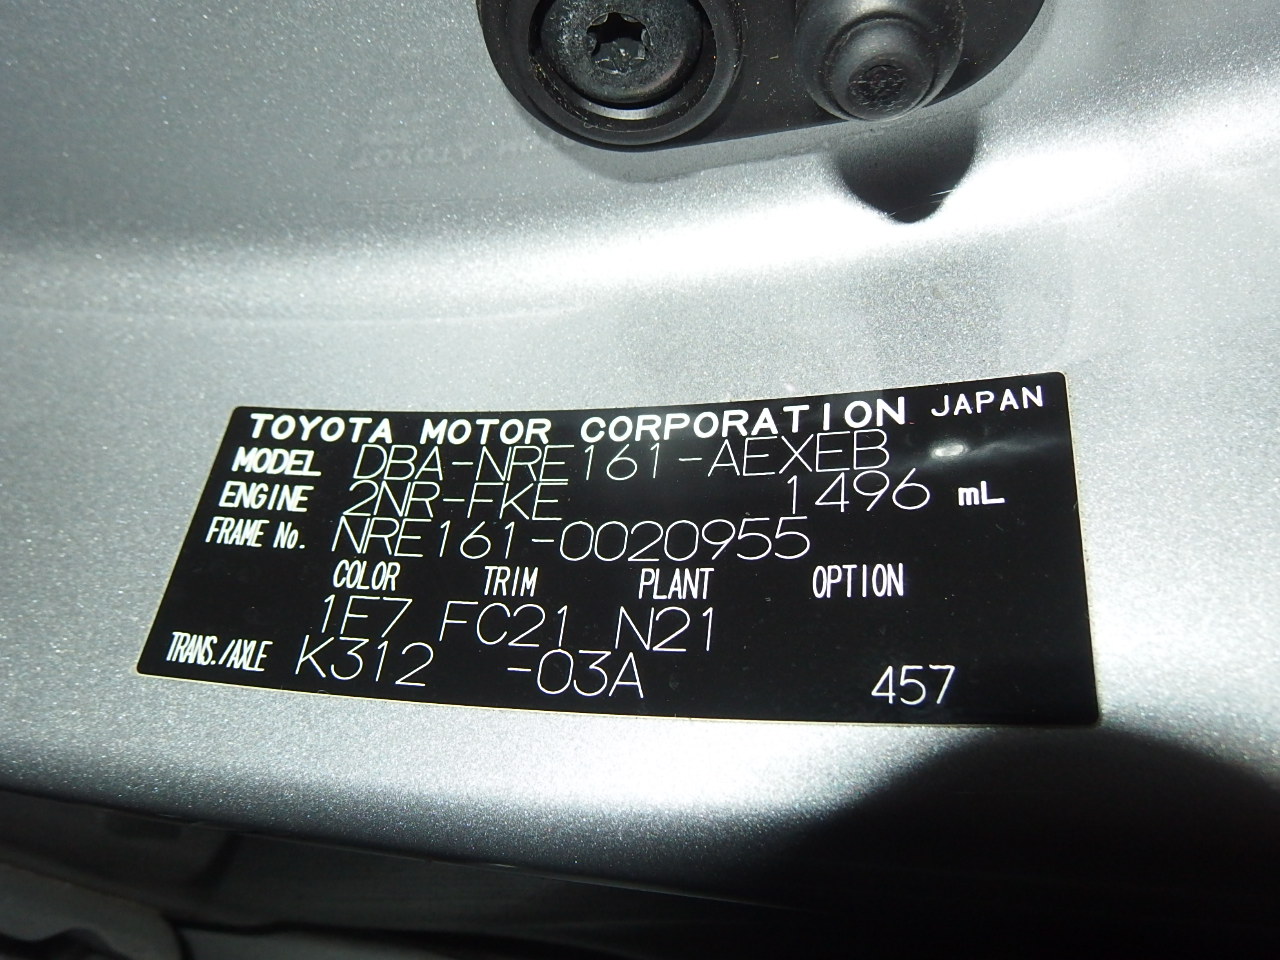 TOYOTA MOTOR CORPORATION JAPAN
MODEL DBA-NRE161-AEXEB
ENGINE 2NR-FKE 1496 mL
FRAME No. NRE161-0020955
COLOR TRIM PLANT OPTION
1F7 FC21 N21
TRANS./AXLE K312 -03A 457